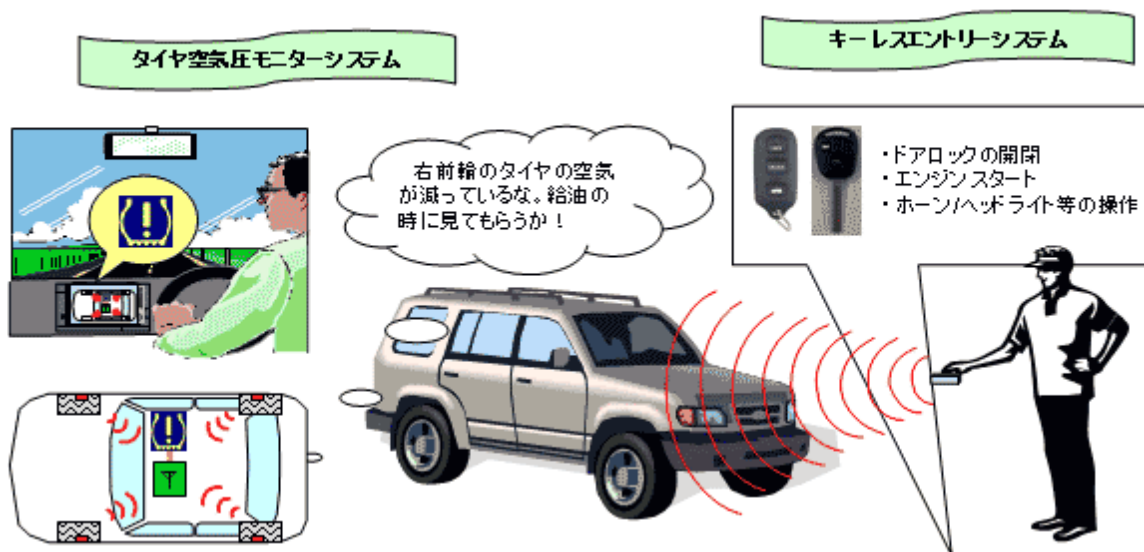 タイヤ空気圧モニターシステム
キーレスエントリーシステム
右前輪のタイヤの空気
が減っているな。給油の
時に見てもらうか！
・ドアロックの開閉
・エンジンスタート
・ホーン/ヘッドライト等の操作